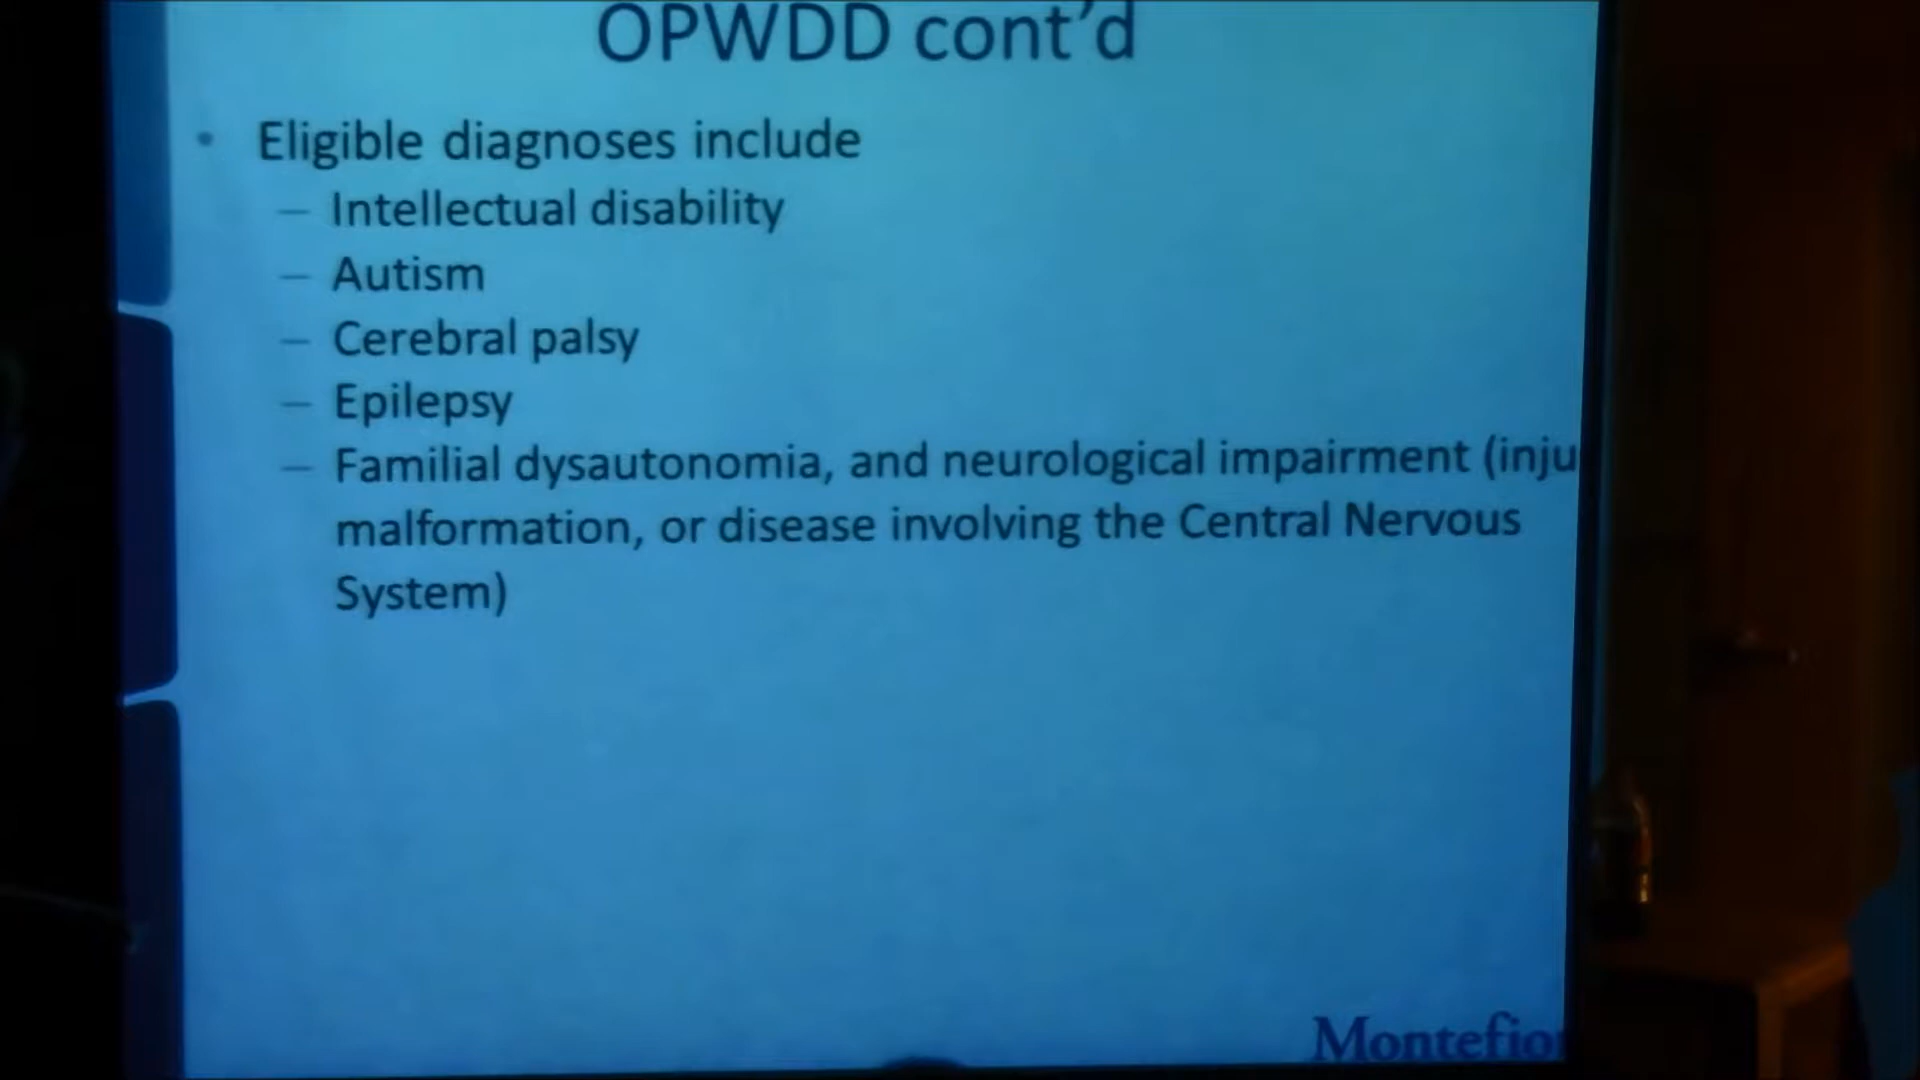 OPWDD cont'd
• Eligible diagnoses include
– Intellectual disability
– Autism
– Cerebral palsy
– Epilepsy
– Familial dysautonomia, and neurological impairment (inju
malformation, or disease involving the Central Nervous
System)
Montefio